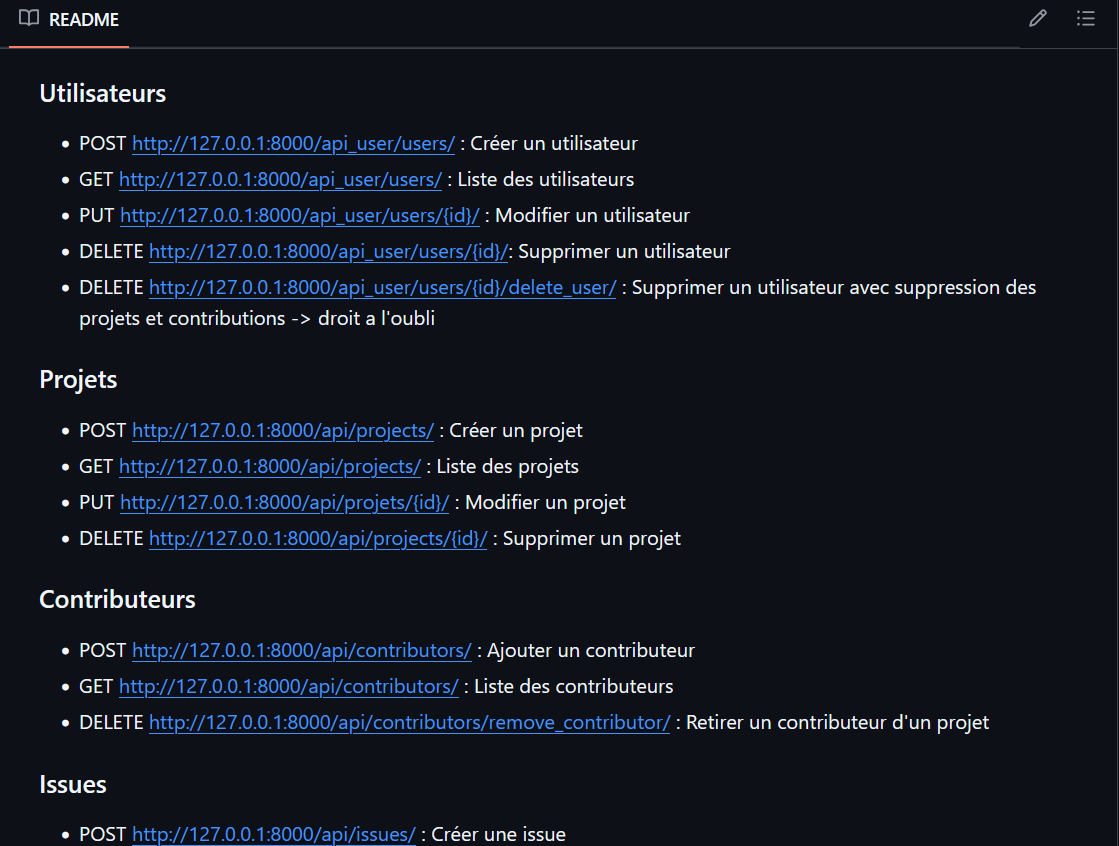 README
Utilisateurs
• POST http://127.0.0.1:8000/api_user/users/ : Créer un utilisateur
• GET http://127.0.0.1:8000/api_user/users/ : Liste des utilisateurs
• PUT http://127.0.0.1:8000/api_user/users/{id}/ : Modifier un utilisateur
• DELETE http://127.0.0.1:8000/api_user/users/{id}/: Supprimer un utilisateur
• DELETE http://127.0.0.1:8000/api_user/users/{id}/delete_user/ : Supprimer un utilisateur avec suppression des
projets et contributions -> droit a l'oubli
Projets
• POST http://127.0.0.1:8000/api/projects/ : Créer un projet
• GET http://127.0.0.1:8000/api/projects/ : Liste des projets
• PUT http://127.0.0.1:8000/api/projets/{id}/ : Modifier un projet
• DELETE http://127.0.0.1:8000/api/projects/{id}/ : Supprimer un projet
Contributeurs
• POST http://127.0.0.1:8000/api/contributors/ : Ajouter un contributeur
• GET http://127.0.0.1:8000/api/contributors/ : Liste des contributeurs
• DELETE http://127.0.0.1:8000/api/contributors/remove_contributor/ : Retirer un contributeur d'un projet
Issues
• POST http://127.0.0.1:8000/api/issues/ : Créer une issue